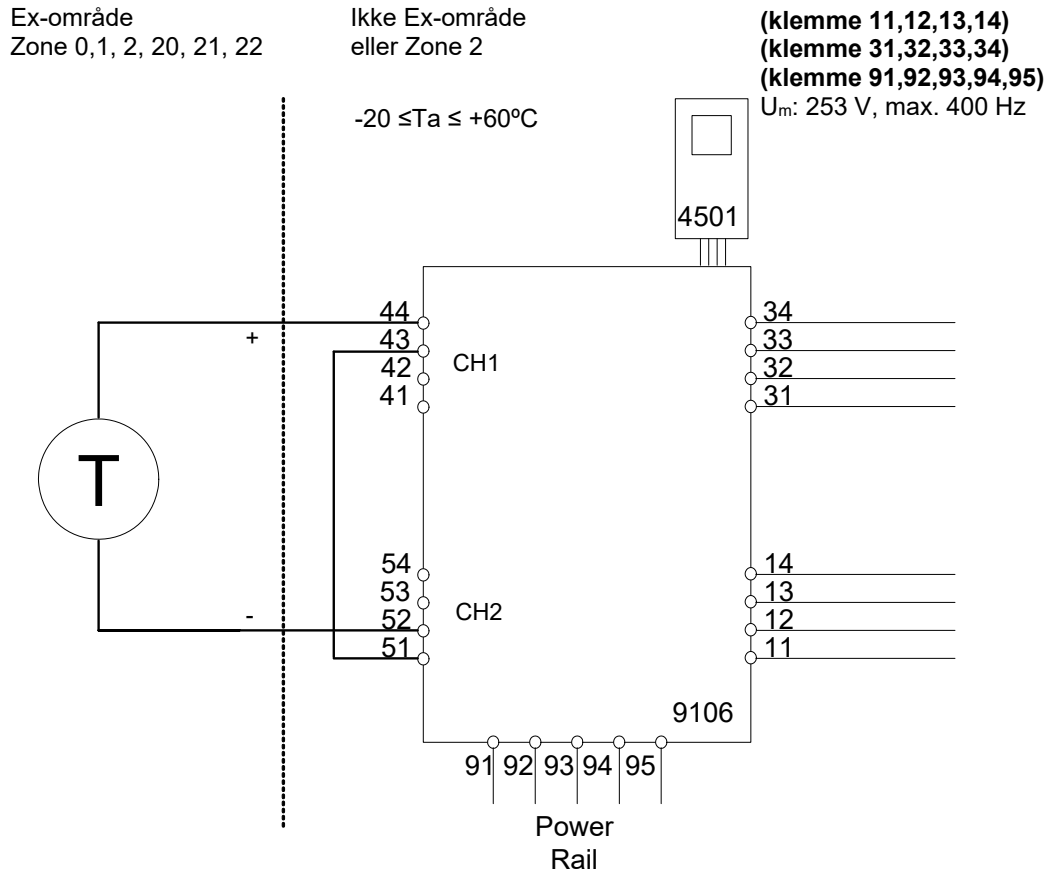 Ex-område
Zone 0,1, 2, 20, 21, 22
Ikke Ex-område
eller Zone 2
-20 ≤Ta ≤ +60ºC
(klemme 11,12,13,14)
(klemme 31,32,33,34)
(klemme 91,92,93,94,95)
Um: 253 V, max. 400 Hz
4501
44
43
42
41
+
CH1
34
33
32
31
T
54
53
52
51
-
CH2
14
13
12
11
9106
91 92 93 94 95
Power
Rail